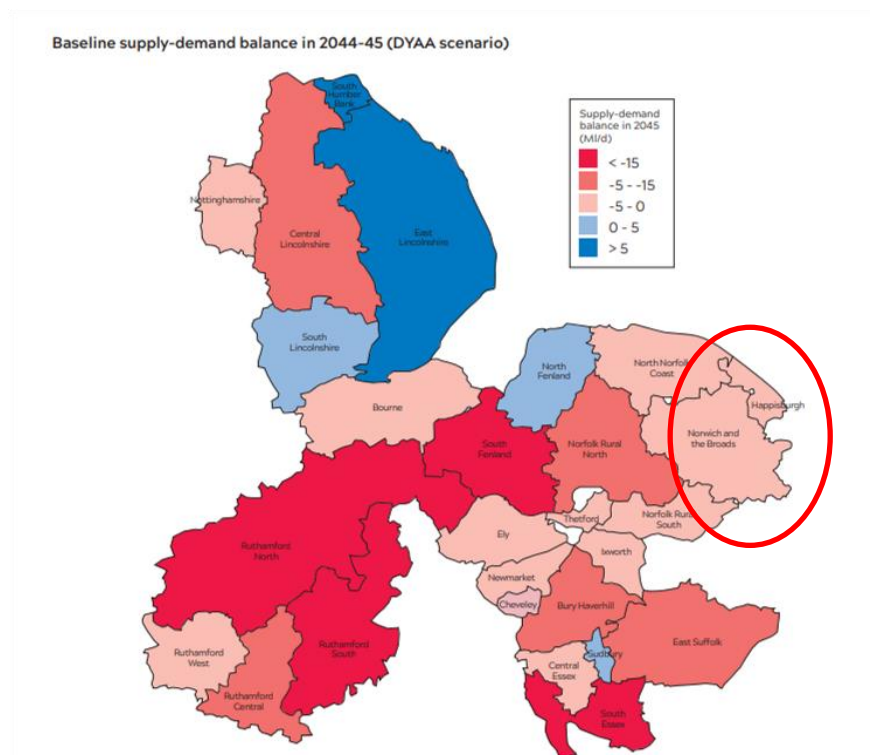 Baseline supply-demand balance in 2044-45 (DYAA scenario)
South
Humber
Bank
Supply-demand
balance in 2045
(Ml/d)
< -15
-5 - -15
-5 - 0
0 - 5
> 5
Nottinghamshire
Central
Lincolnshire
East
Lincolnshire
South
Lincolnshire
North
Fenland
North Norfolk
Coast
Happisburgh
Bourne
South
Fenland
Norfolk Rural
North
Norwich and
the Broads
Thetford
Norfolk Rural
South
Ely
Ixworth
Ruthamford
North
Newmarket
Cheveley
Bury Haverhill
East Suffolk
Ruthamford
West
Ruthamford
South
Sudbury
Central
Essex
Ruthamford
Central
South
Essex